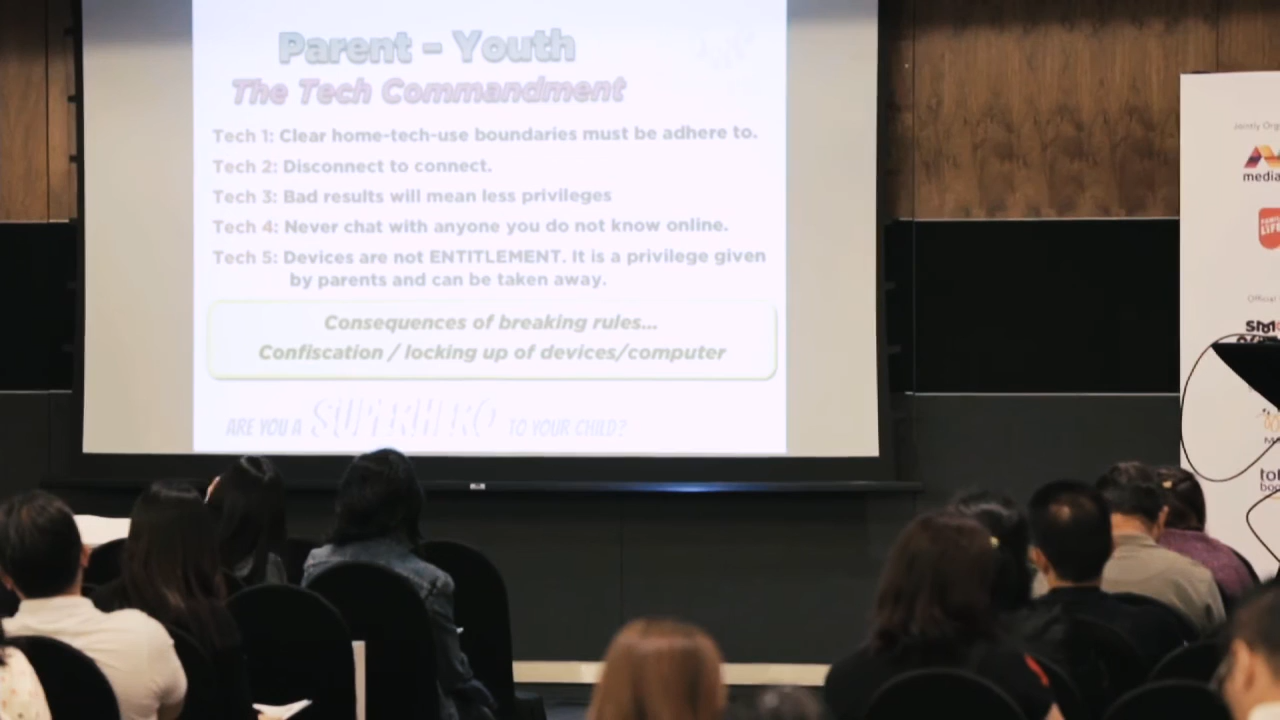 Parent - Youth
The Tech Commandment
Tech 1: Clear home-tech-use boundaries must be adhere to.
Tech 2: Disconnect to connect.
Tech 3: Bad results will mean less privileges
Tech 4: Never chat with anyone you do not know online.
Tech 5: Devices are not ENTITLEMENT. It is a privilege given
by parents and can be taken away.
Consequences of breaking rules...
Confiscation / locking up of devices/computer
ARE YOU A SUPERHERO TO YOUR CHILD?
Jointly
media
LIFE